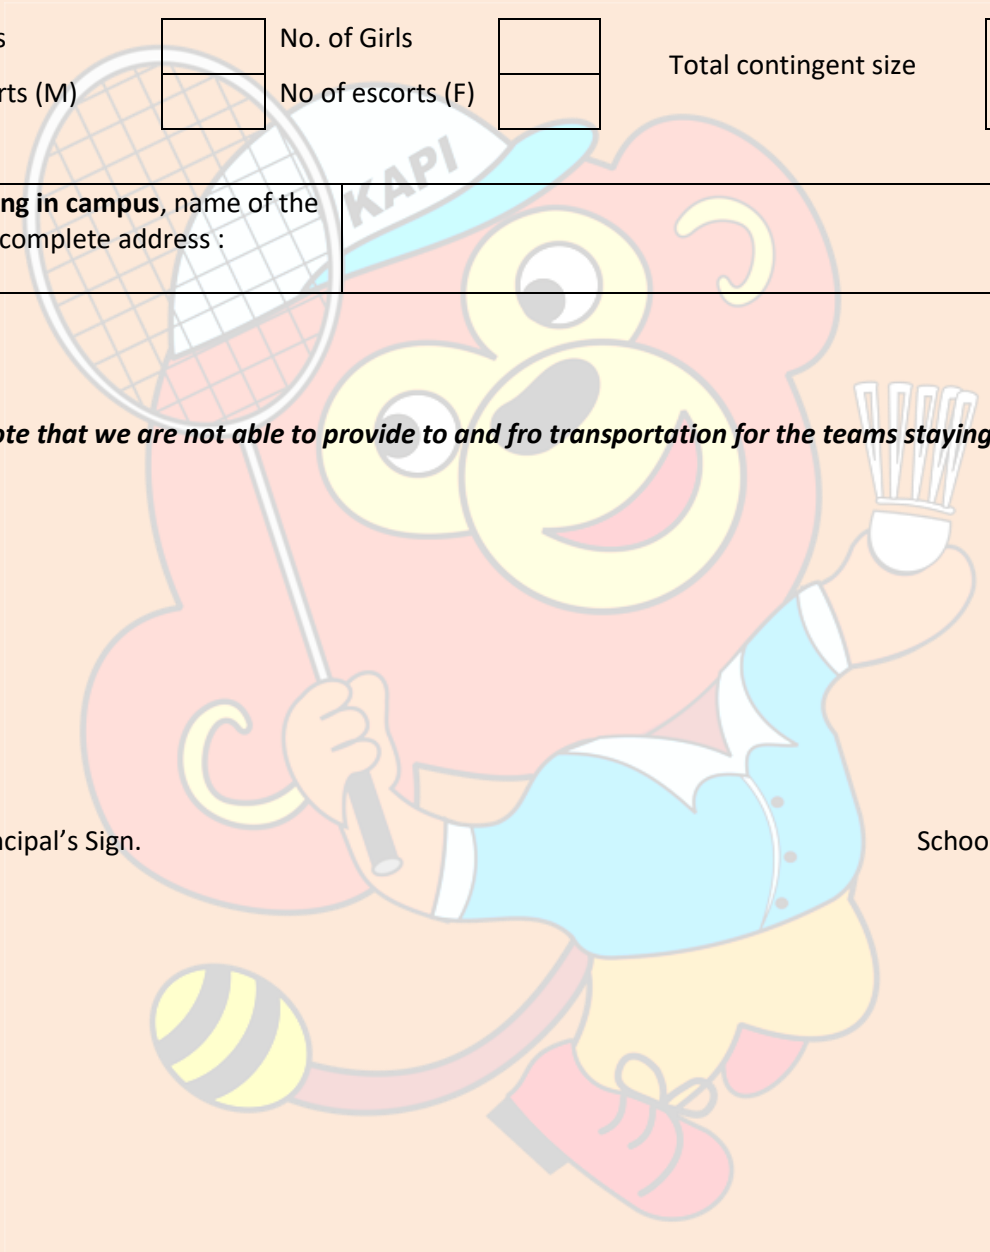 s No. of Girls
Total contingent size
rts (M) No of escorts (F)
KAPI
ng in campus, name of the
complete address :
ote that we are not able to provide to and fro transportation for the teams staying
ncipal’s Sign. Schoo